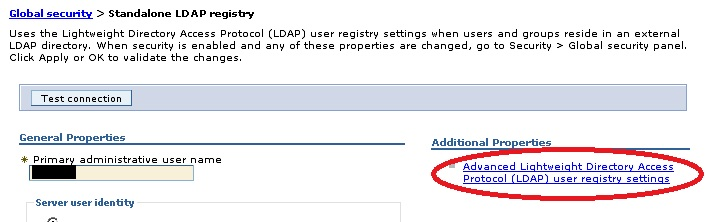 Global security > Standalone LDAP registry
Uses the Lightweight Directory Access Protocol (LDAP) user registry settings when users and groups reside in an external
LDAP directory. When security is enabled and any of these properties are changed, go to Security > Global security panel.
Click Apply or OK to validate the changes.
Test connection
General Properties
* Primary administrative user name
Server user identity
Additional Properties
Advanced Lightweight Directory Access
Protocol (LDAP) user registry settings